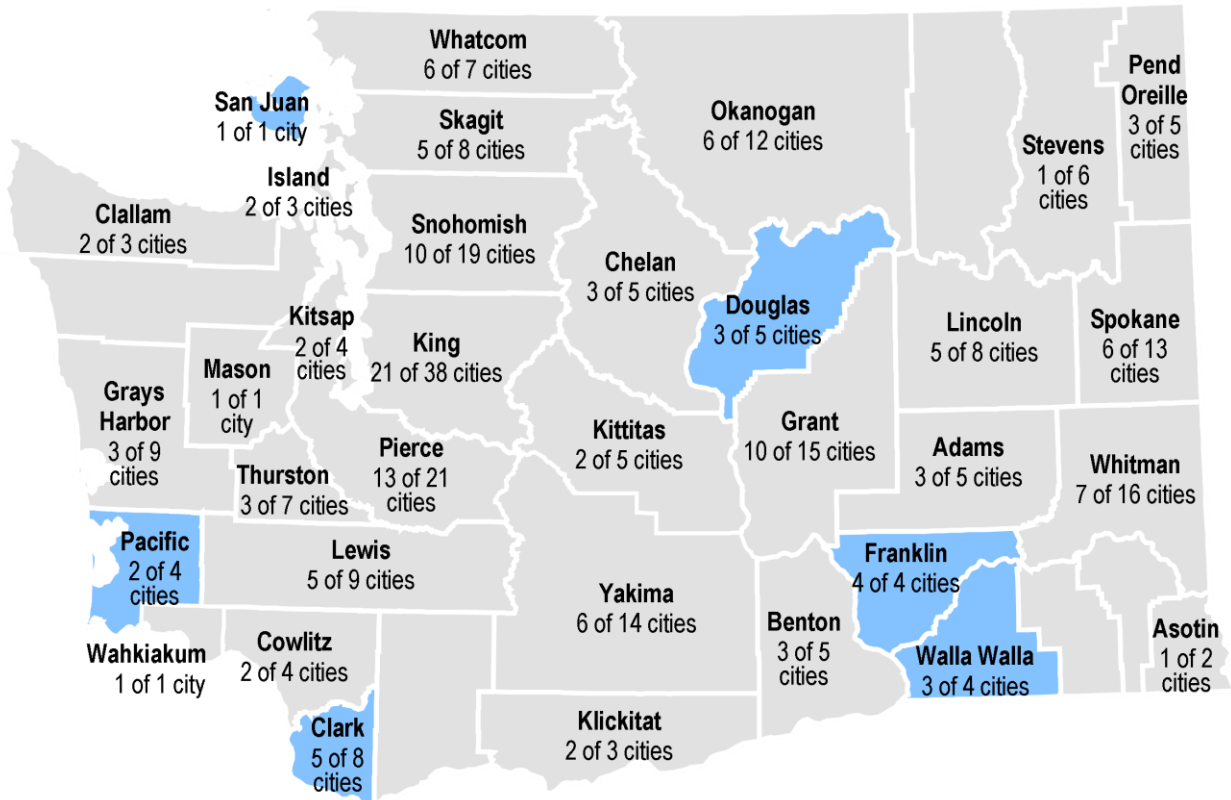 Whatcom
6 of 7 cities
San Juan
1 of 1 city
Skagit
5 of 8 cities
Okanogan
6 of 12 cities
Pend
Oreille
3 of 5
cities
Stevens
1 of 6
cities
Island
2 of 3 cities
Clallam
2 of 3 cities
Snohomish
10 of 19 cities
Chelan
3 of 5 cities
Douglas
3 of 5 cities
Kitsap
2 of 4
cities
King
21 of 38 cities
Lincoln
5 of 8 cities
Spokane
6 of 13
cities
Mason
1 of 1
city
Grays
Harbor
3 of 9
cities
Kittitas
2 of 5 cities
Grant
10 of 15 cities
Pierce
13 of 21
cities
Thurston
3 of 7 cities
Adams
3 of 5 cities
Whitman
7 of 16 cities
Pacific
2 of 4
cities
Lewis
5 of 9 cities
Franklin
4 of 4 cities
Yakima
6 of 14 cities
Benton
3 of 5
cities
Asotin
1 of 2
cities
Wahkiakum
1 of 1 city
Cowlitz
2 of 4 cities
Walla Walla
3 of 4 cities
Clark
5 of 8
cities
Klickitat
2 of 3 cities